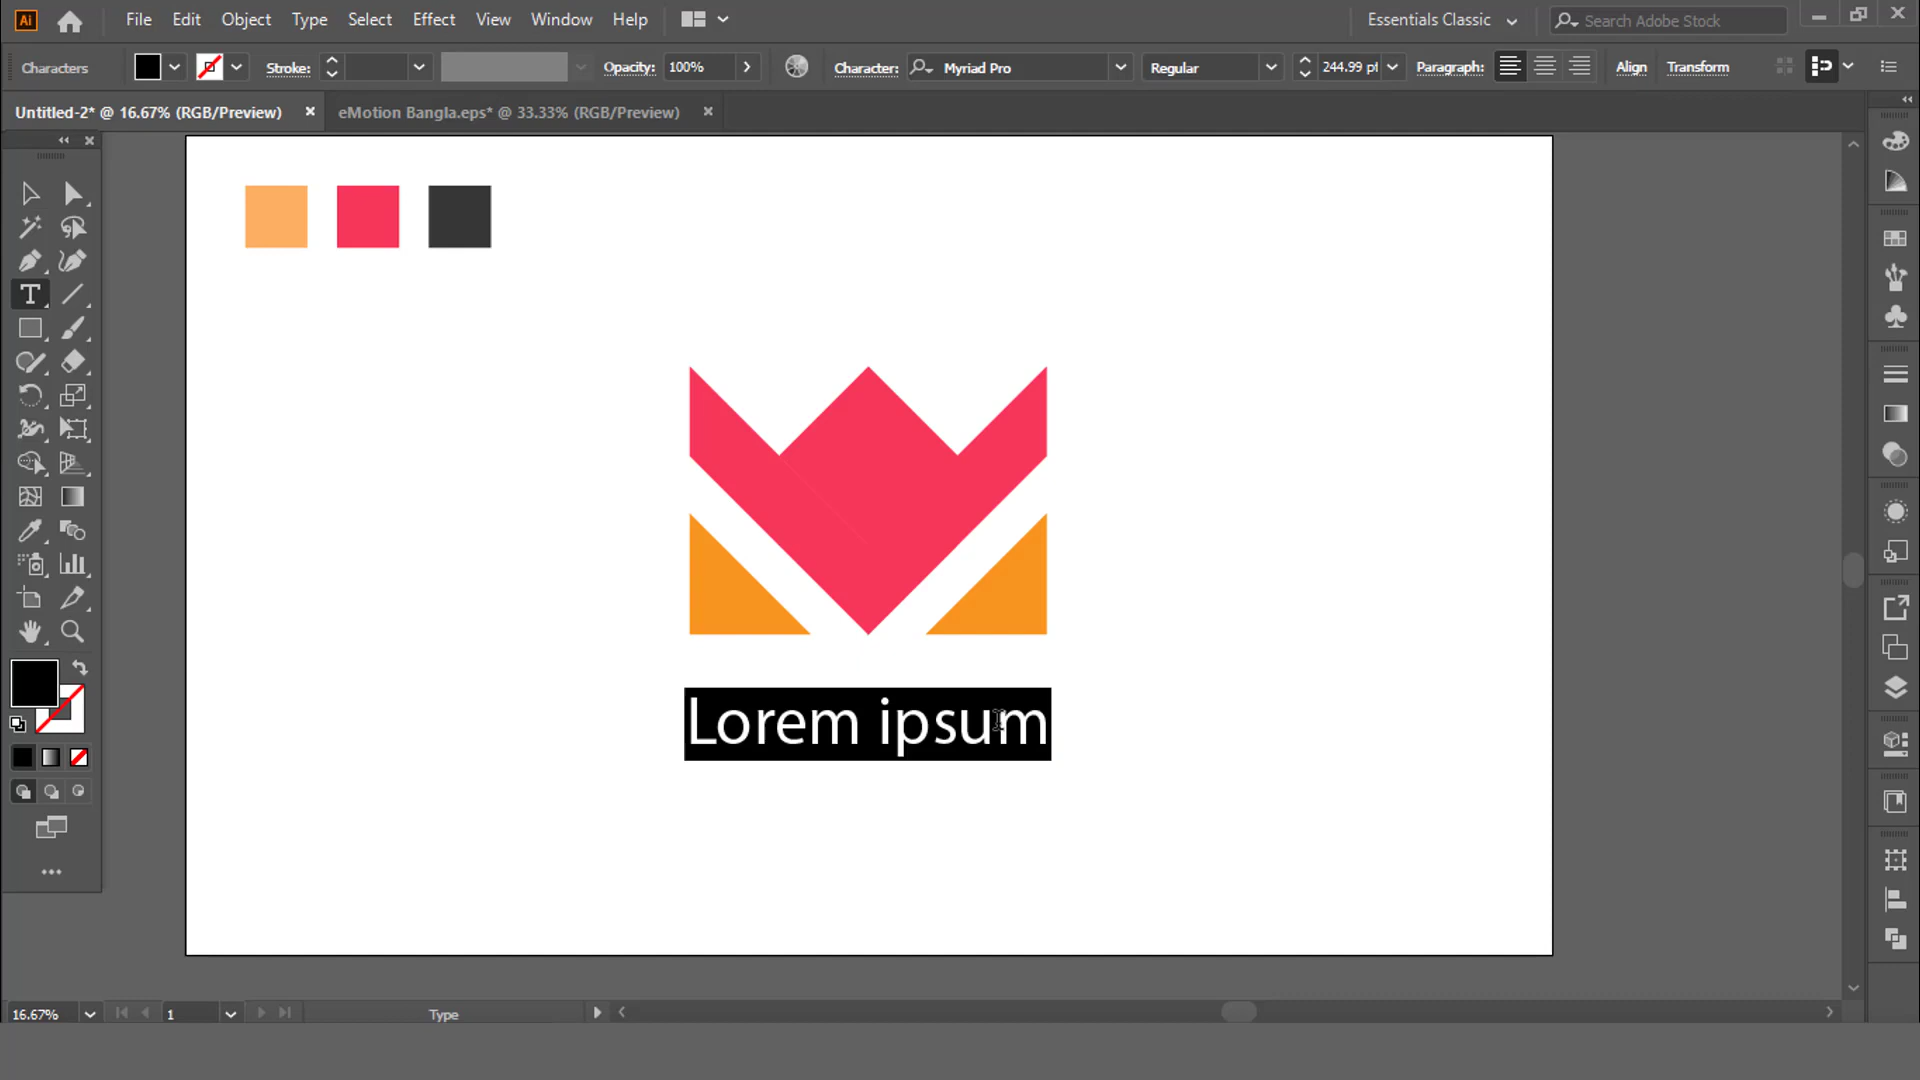 Ai File Edit Object Type Select Effect View Window Help Essentials Classic Search Adobe Stock
Characters Stroke: Opacity: 100% Character: Myriad Pro Regular 244.99 pt Paragraph: Align Transform
Untitled-2* @ 16.67% (RGB/Preview) eMotion Bangla.eps* @ 33.33% (RGB/Preview)
Lorem ipsum
16.67% 1 Type